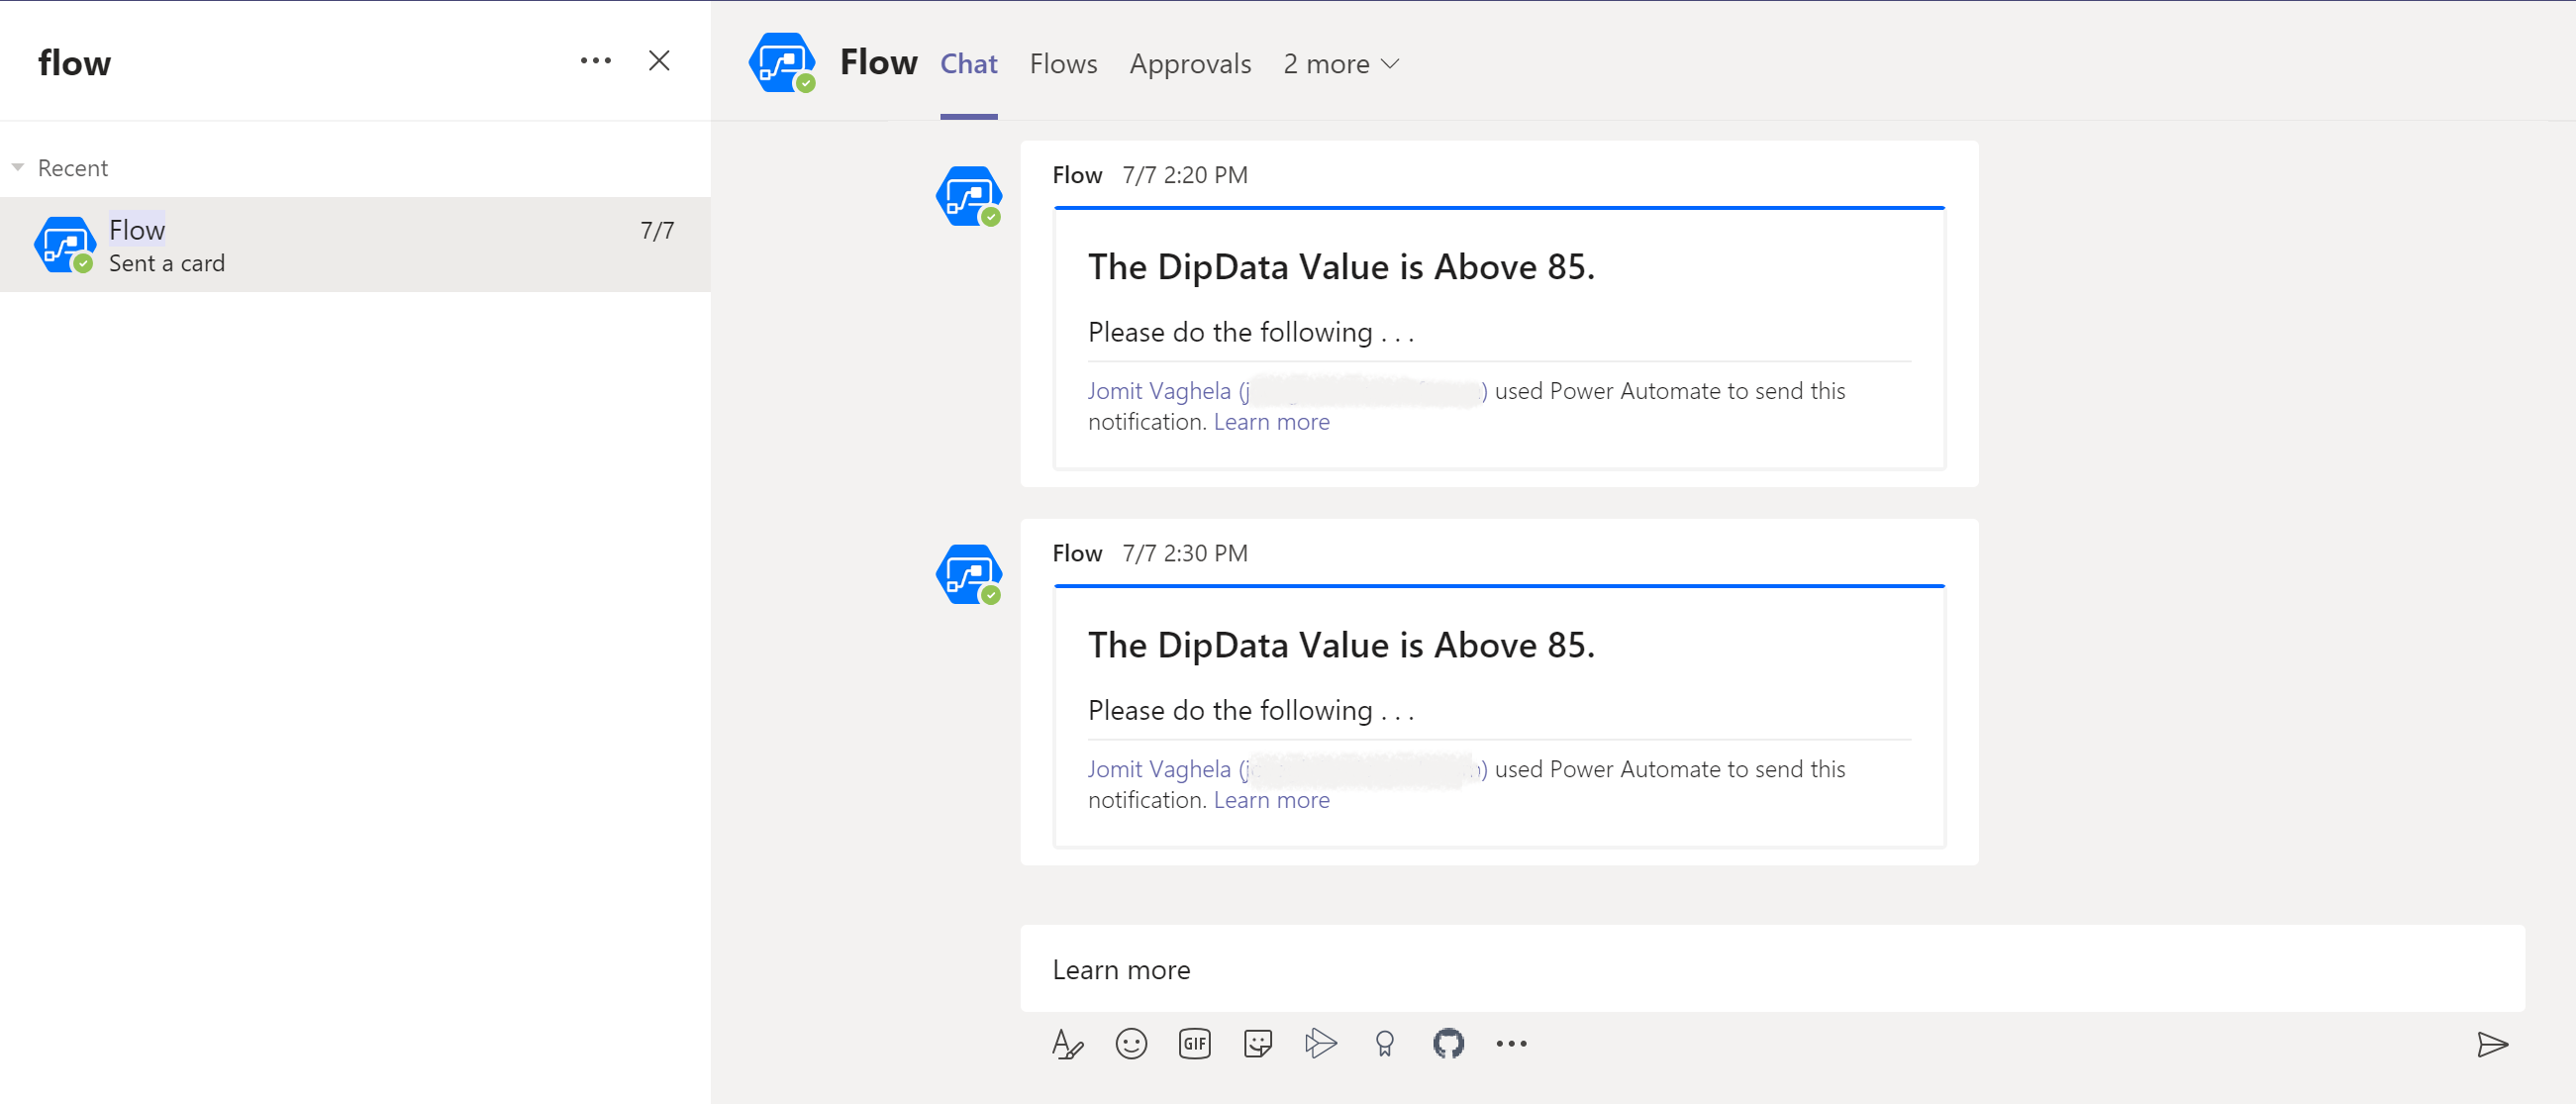 flow
Recent
Flow 7/7
Sent a card
Flow Chat Flows Approvals 2 more
Flow 7/7 2:20 PM
The DipData Value is Above 85.
Please do the following . . .
Jomit Vaghela (j ) used Power Automate to send this
notification. Learn more
Flow 7/7 2:30 PM
The DipData Value is Above 85.
Please do the following . . .
Jomit Vaghela (j ) used Power Automate to send this
notification. Learn more
Learn more
GIF